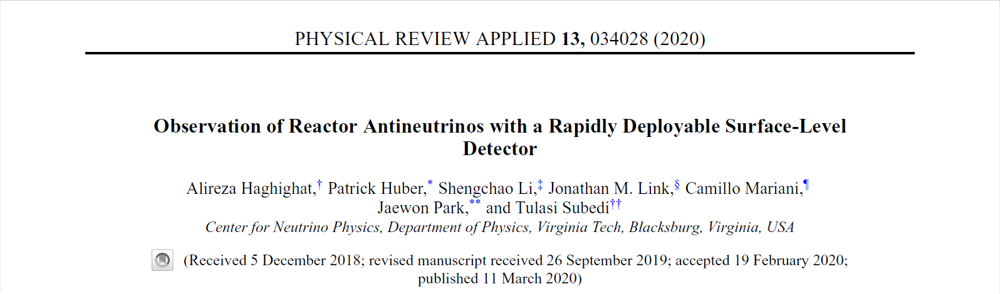 PHYSICAL REVIEW APPLIED 13, 034028 (2020)
Observation of Reactor Antineutrinos with a Rapidly Deployable Surface-Level
Detector
Alireza Haghighat,† Patrick Huber,* Shengchao Li,‡ Jonathan M. Link,§ Camillo Mariani,¶
Jaewon Park,** and Tulasi Subedi††
Center for Neutrino Physics, Department of Physics, Virginia Tech, Blacksburg, Virginia, USA
(Received 5 December 2018; revised manuscript received 26 September 2019; accepted 19 February 2020;
published 11 March 2020)